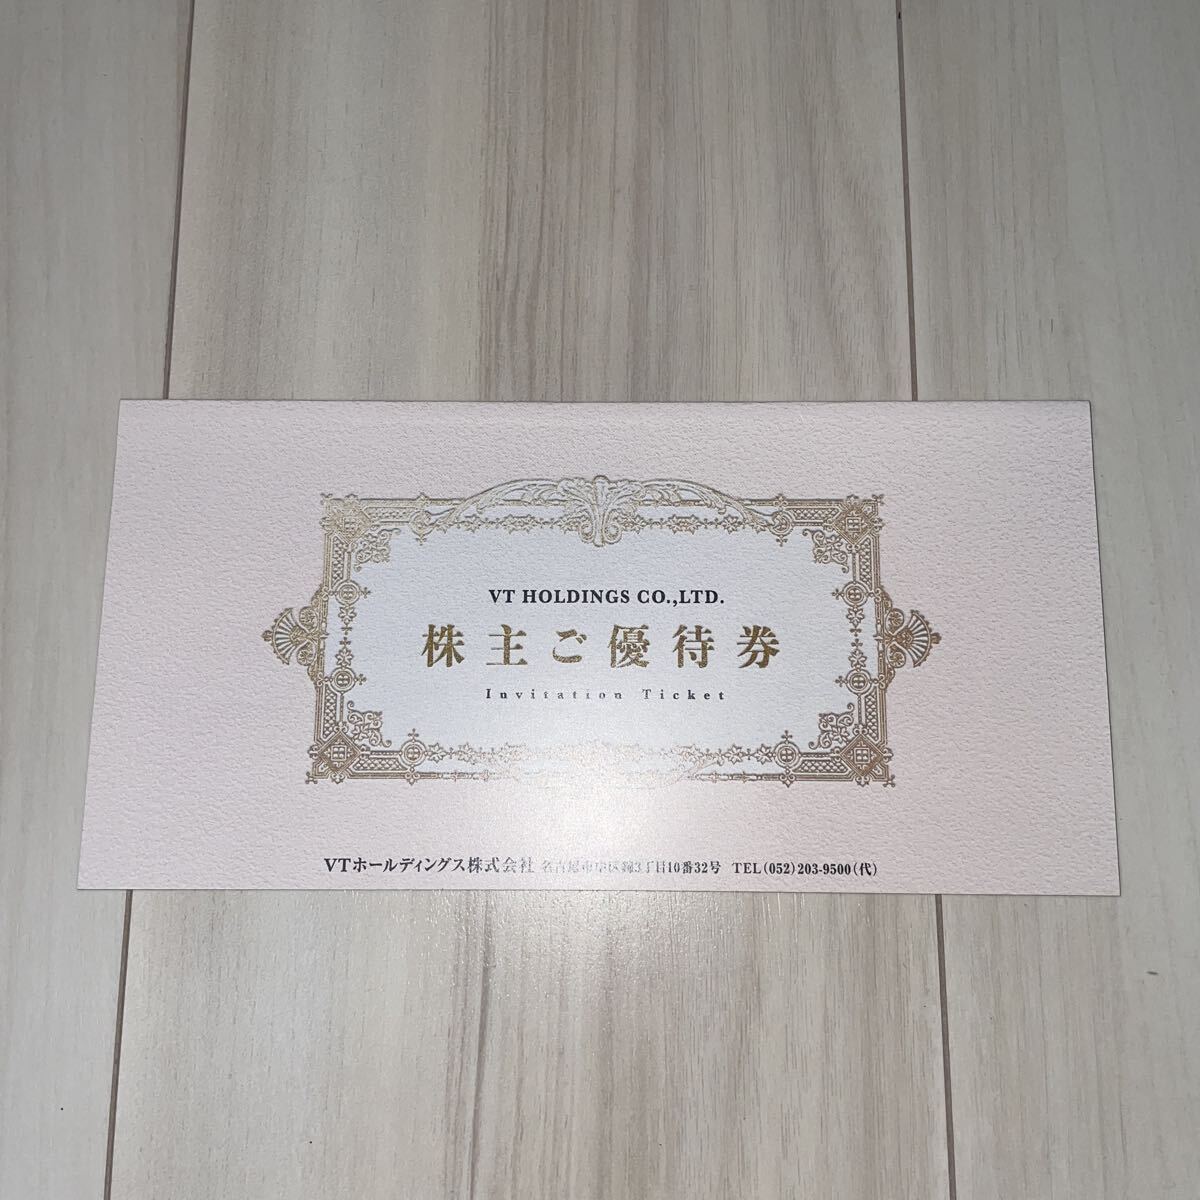 VT HOLDINGS CO.,LTD.
株主ご優待券
Invitation Ticket
VTホールディングス株式会社 名古屋市中区錦3丁目10番32号 TEL(052)203-9500(代)